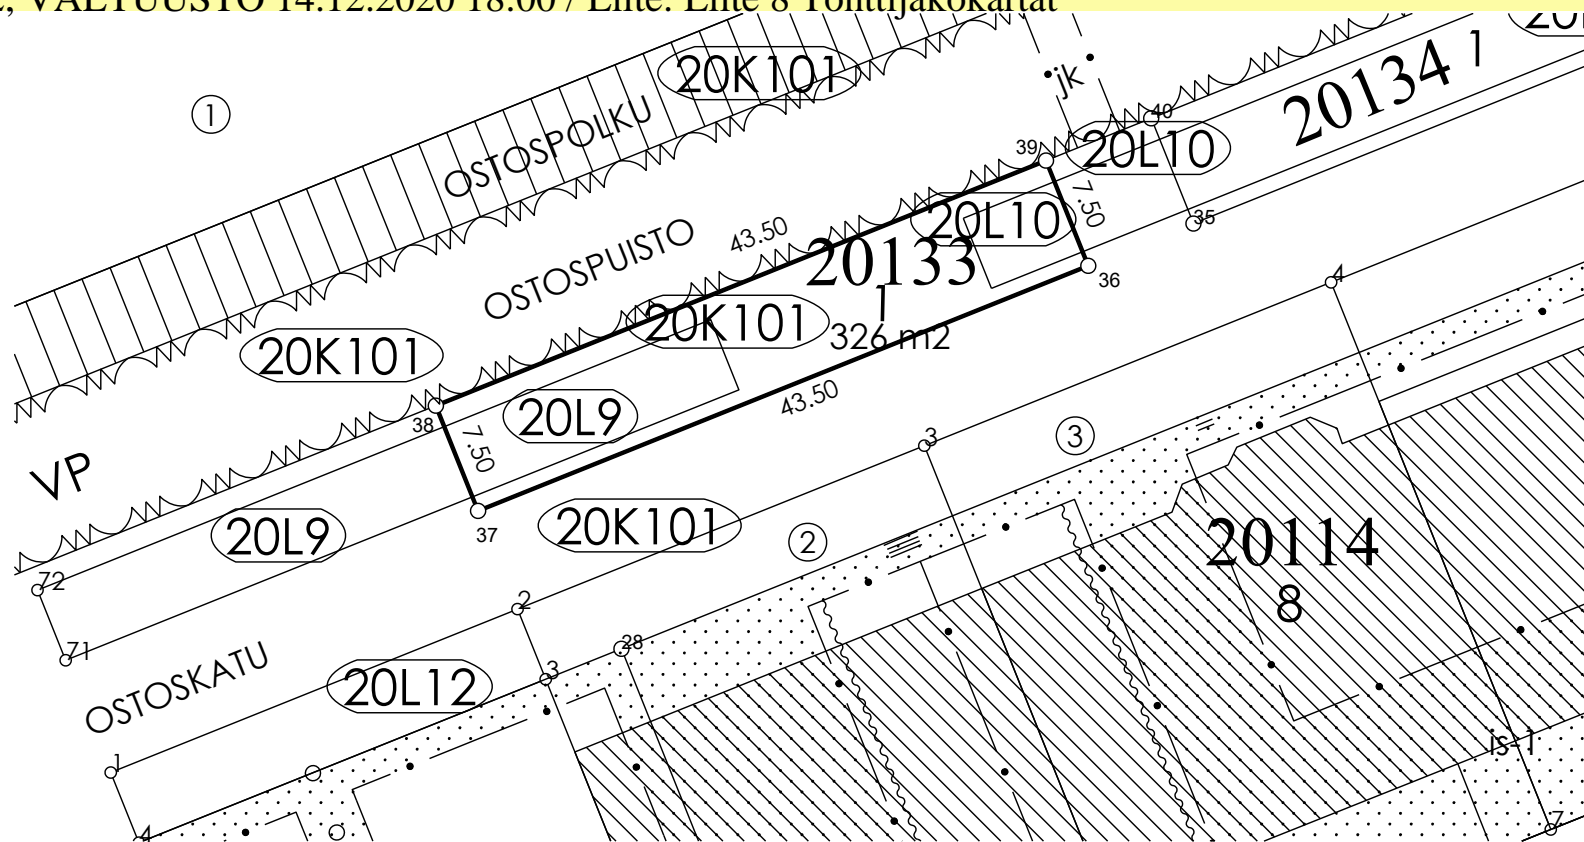 VALTUUSTO 14.12.2020 18.00 / Liite: Liite 8 Tonttijakokartat
20K101
jk
1
20134
40
1
OSTOSPOLKU
39
20L10
20L10
7.50
35
OSTOSPUISTO
43.50
20133
1
36
4
20K101
326 m2
20K101
43.50
38
20L9
7.50
3
3
VP
37
20K101
2
20L9
20114
8
72
2
71
28
OSTOSKATU
20L12
3
is-1
1
4
7